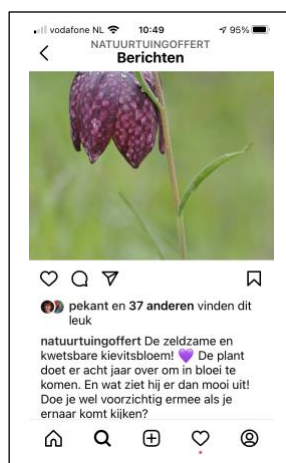 vodafone NL 10:49 95%
NATUURTUINGOFFERT
Berichten
pekant en 37 anderen vinden dit
leuk
natuurtuingoffert De zeldzame en
kwetsbare kievitsbloem! 💜 De plant
doet er acht jaar over om in bloei te
komen. En wat ziet hij er dan mooi uit!
Doe je wel voorzichtig ermee als je
ernaar komt kijken?